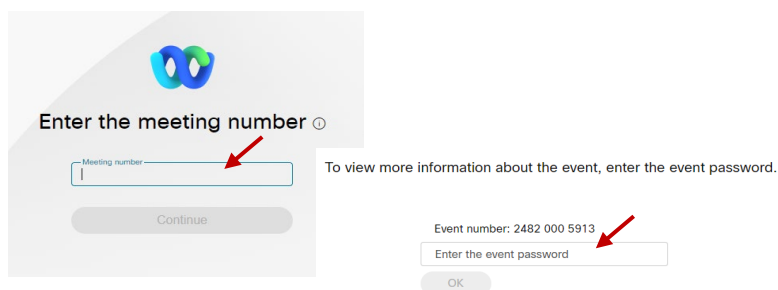 Enter the meeting number
Meeting number
Continue
To view more information about the event, enter the event password.
Event number: 2482 000 5913
Enter the event password
OK